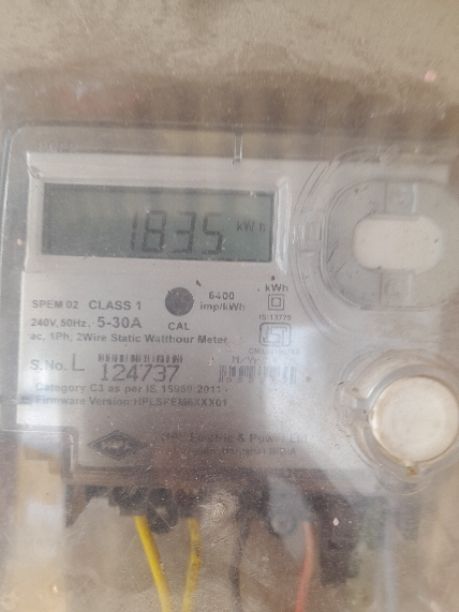 1835 kWh
SPEM 02 CLASS 1
6400 imp/kWh
kWh
IS:13779
240V, 50Hz. 5-30A
CAL
ac, 1Ph, 2Wire Static Watthour Meter
S.No. L 124737
Category C3 as per IS 15959:2011
Firmware Version: HPLSPEM6XXX01
Electric & Power
INDIA